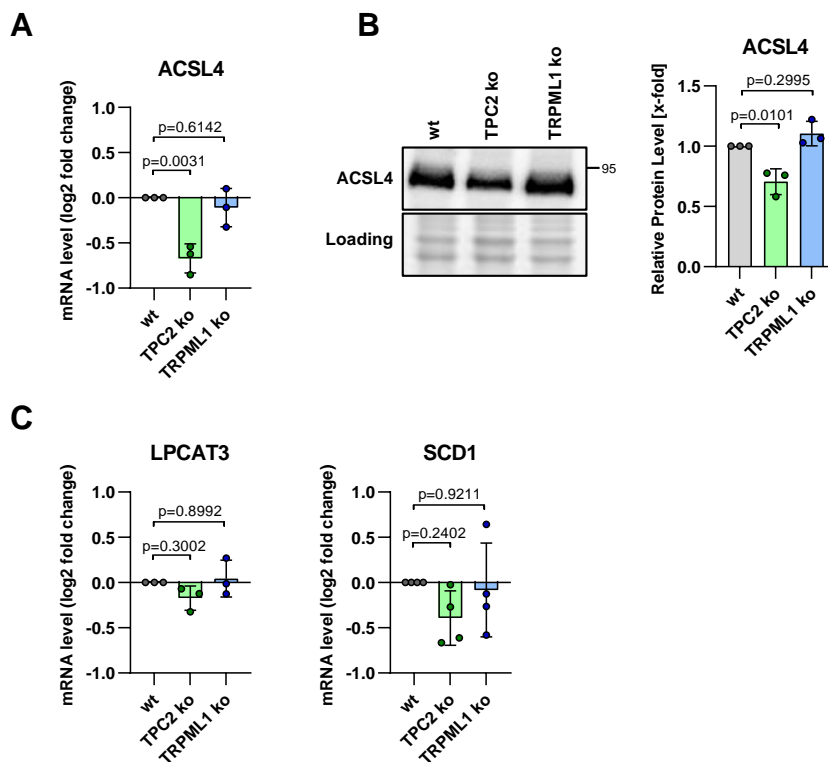 A
ACSL4
mRNA level (log2 fold change)
1.0
0.5
0.0
-0.5
-1.0
p=0.6142
p=0.0031
wt
TPC2 ko
TRPML1 ko
B
wt
TPC2 ko
TRPML1 ko
ACSL4
95
Loading
ACSL4
Relative Protein Level [x-fold]
1.5
1.0
0.5
0.0
p=0.2995
p=0.0101
wt
TPC2 ko
TRPML1 ko
C
LPCAT3
mRNA level (log2 fold change)
1.0
0.5
0.0
-0.5
-1.0
p=0.8992
p=0.3002
wt
TPC2 ko
TRPML1 ko
SCD1
mRNA level (log2 fold change)
1.0
0.5
0.0
-0.5
-1.0
p=0.9211
p=0.2402
wt
TPC2 ko
TRPML1 ko